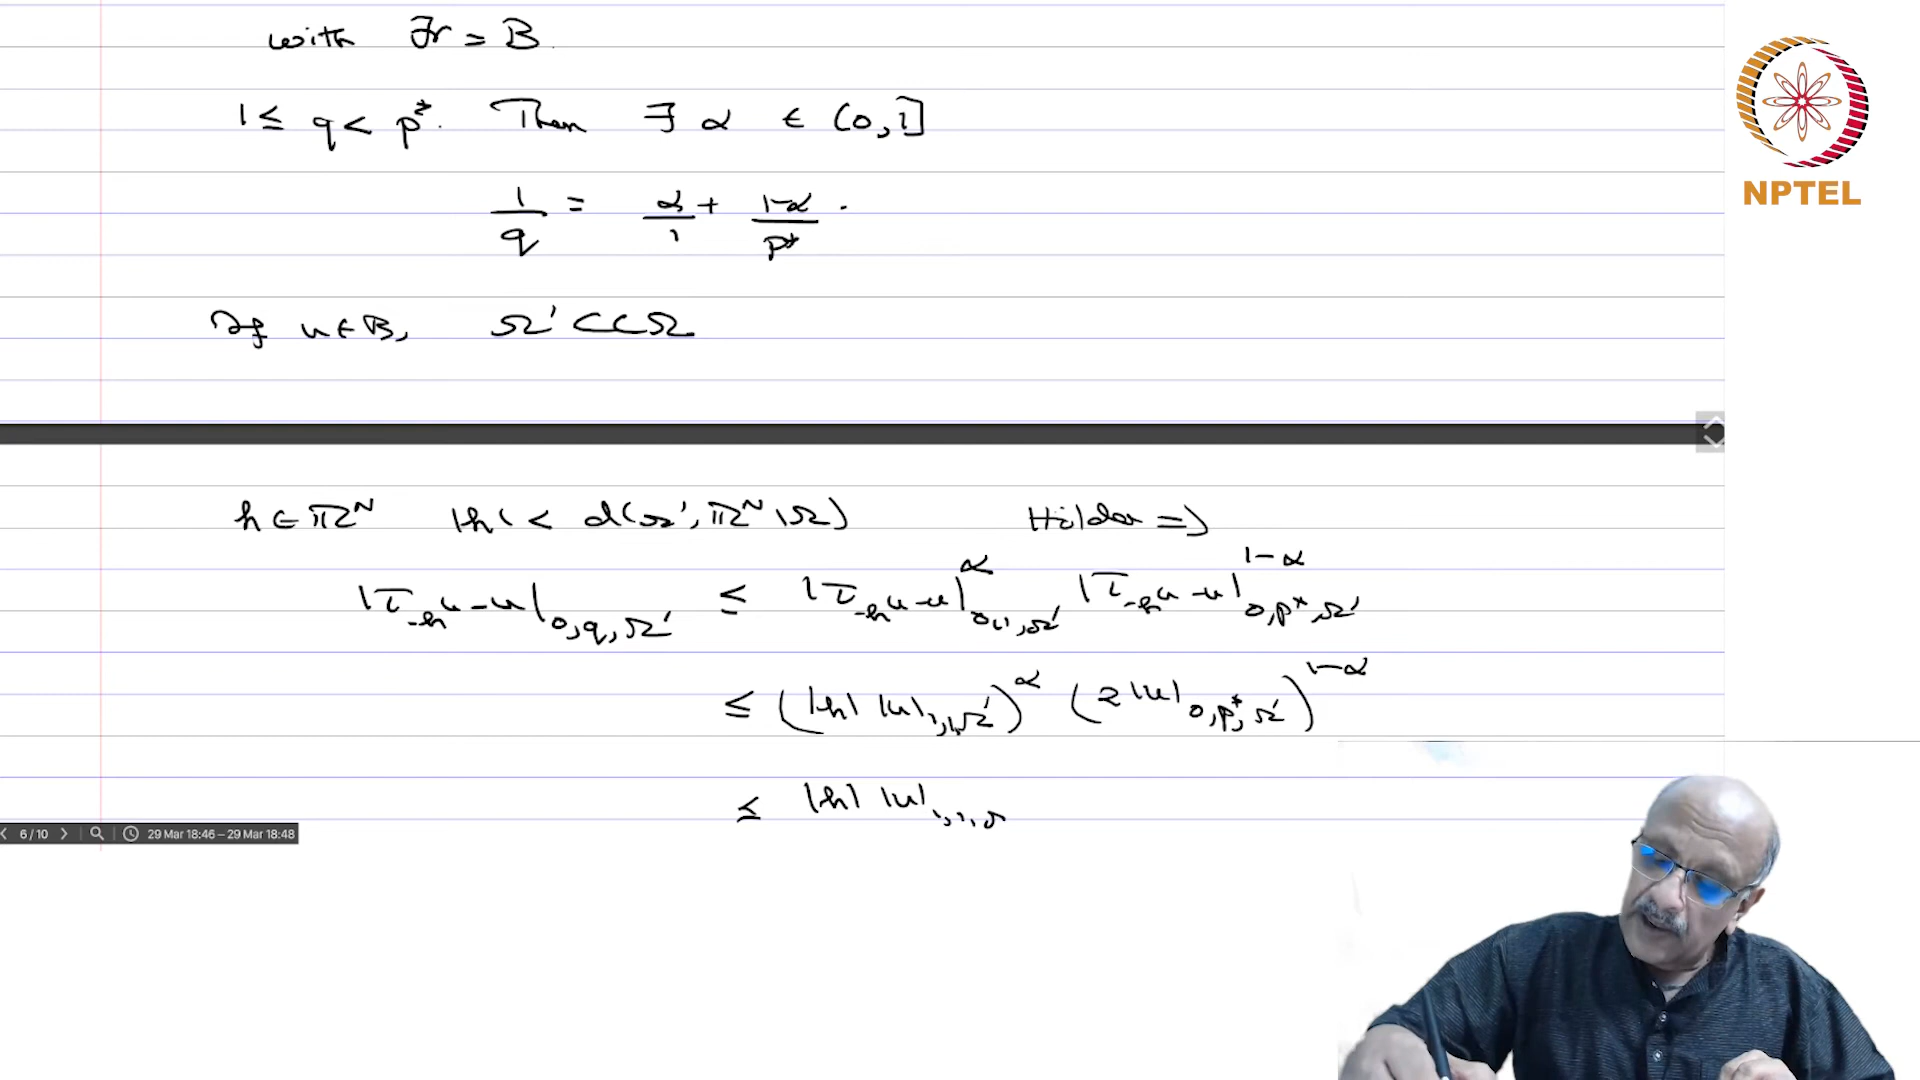 with ℱ = B.
1 ≤ q < p*. Then ∃ α ∈ (0,1]
1/q = α/1 + (1-α)/p* .
If u ∈ B, Ω' ⊂⊂ Ω
h ∈ ℝ^N |h| < d(Ω', ℝ^N \ Ω) Hölder ⇒
|τ_{-h}u - u|_{0,q,Ω'} ≤ |τ_{-h}u - u|^α_{0,1,Ω'} |τ_{-h}u - u|^{1-α}_{0,p*,Ω'}
≤ (|h| |u|_{1,1,Ω'})^α (2|u|_{0,p*,Ω'})^{1-α}
≤ |h| |u|_{1,1,Ω}
NPTEL
6/10 29 Mar 18:46 – 29 Mar 18:48